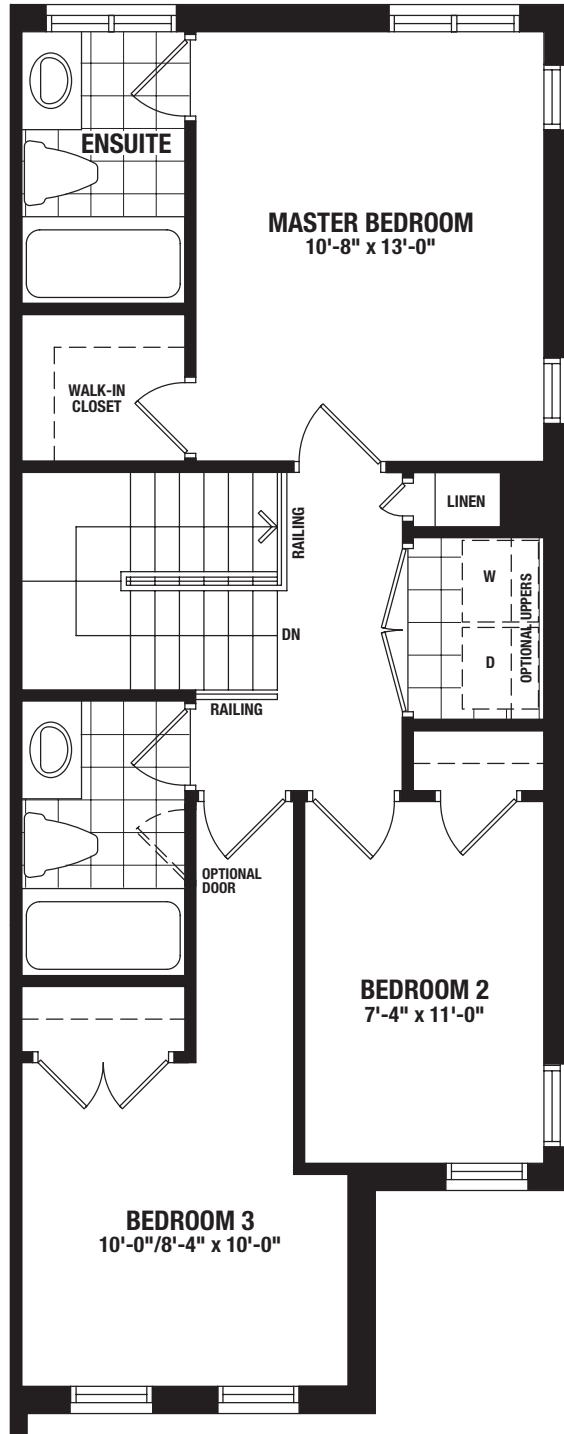 ENSUITE
MASTER BEDROOM
10'-8" x 13'-0"
WALK-IN
CLOSET
RAILING
LINEN
W
OPTIONAL UPPERS
DN
D
RAILING
OPTIONAL
DOOR
BEDROOM 2
7'-4" x 11'-0"
BEDROOM 3
10'-0"/8'-4" x 10'-0"